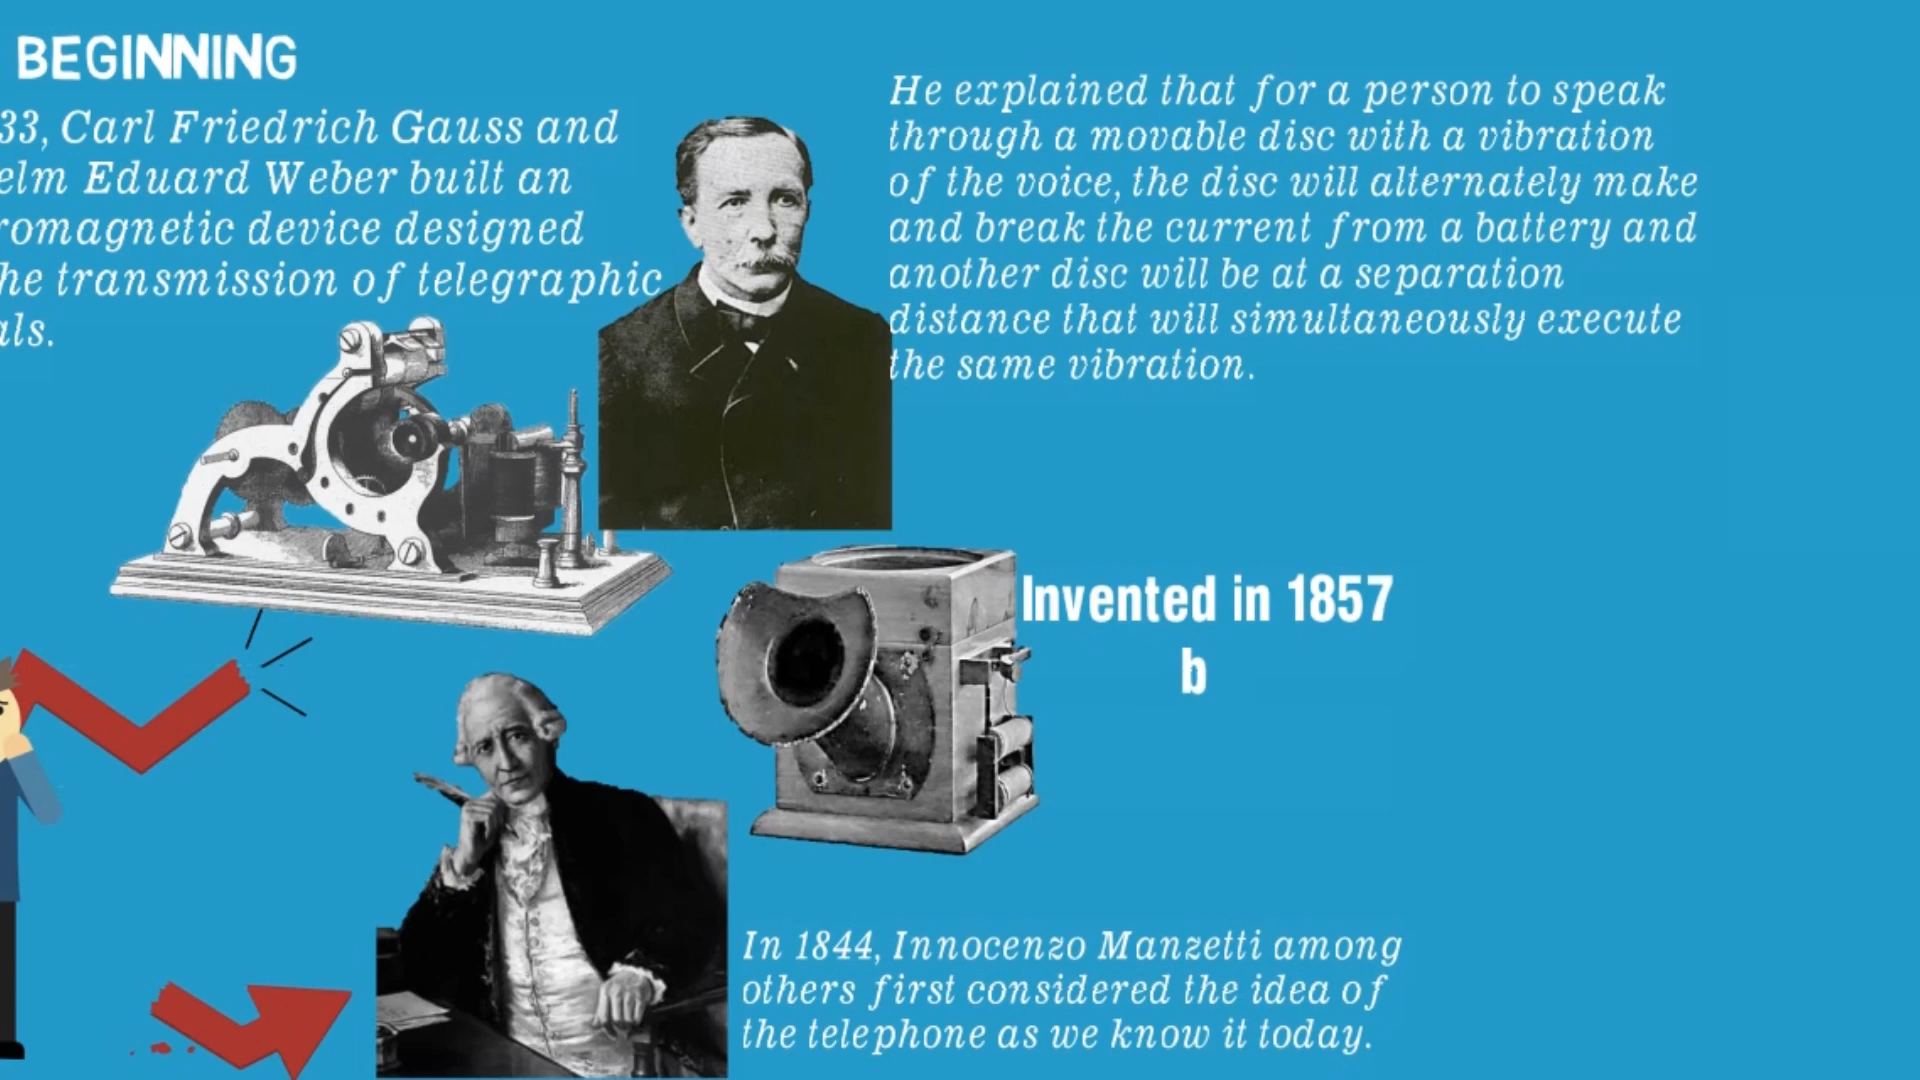 BEGINNING
33, Carl Friedrich Gauss and
elm Eduard Weber built an
romagnetic device designed
he transmission of telegraphic
als.
He explained that for a person to speak
through a movable disc with a vibration
of the voice, the disc will alternately make
and break the current from a battery and
another disc will be at a separation
distance that will simultaneously execute
the same vibration.
Invented in 1857
b
In 1844, Innocenzo Manzetti among
others first considered the idea of
the telephone as we know it today.